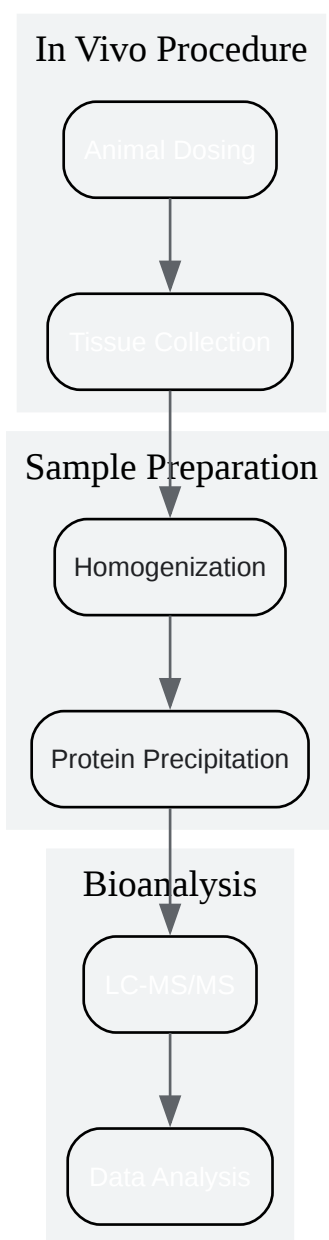 In Vivo Procedure
Animal Dosing
Tissue Collection
Sample Preparation
Homogenization
Protein Precipitation
Bioanalysis
LC-MS/MS
Data Analysis